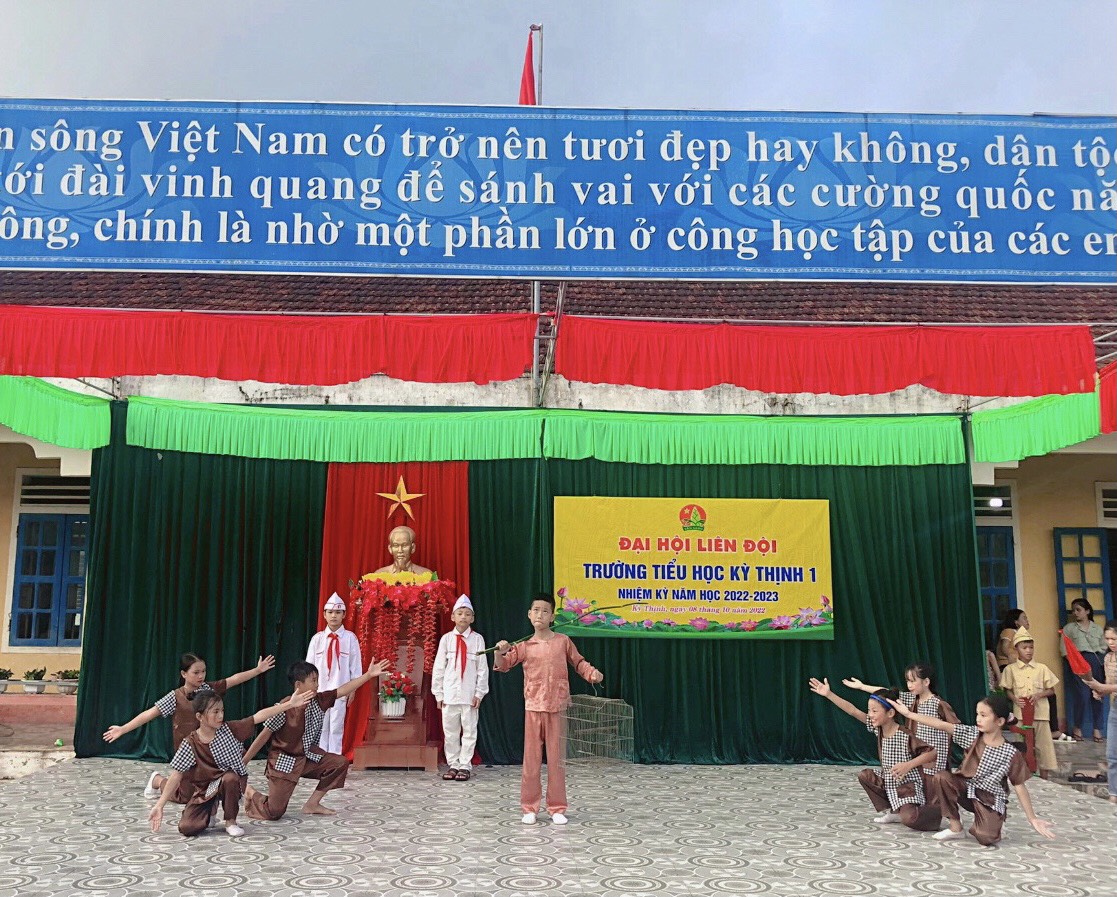 sông Việt Nam có trở nên tươi đẹp hay không, dân tộc
tới đài vinh quang để sánh vai với các cường quốc nă
ông, chính là nhờ một phần lớn ở công học tập của các em
ĐẠI HỘI LIÊN ĐỘI
TRƯỜNG TIỂU HỌC KỲ THỊNH 1
NHIỆM KỲ NĂM HỌC 2022-2023
Kỳ Thịnh, ngày 08 tháng 10 năm 2022